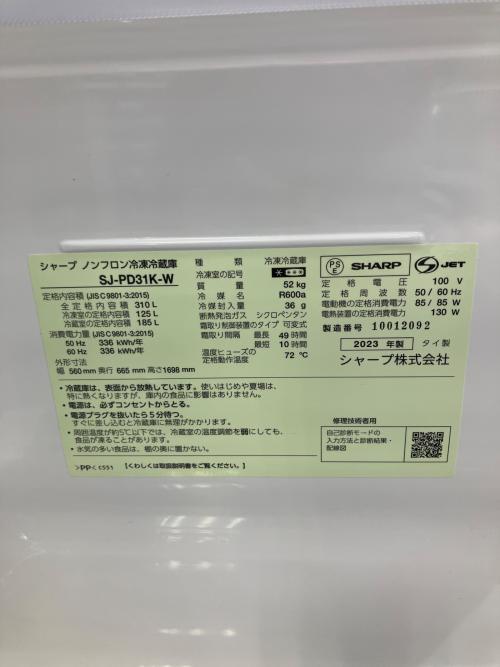 シャープ ノンフロン冷凍冷蔵庫
SJ-PD31K-W
定格内容積 (JIS C 9801-3:2015)
全定格内容積 310 L
冷凍室の定格内容積 125 L
冷蔵室の定格内容積 185 L
消費電力量 (JIS C 9801-3:2015)
50 Hz 336 kWh/年
60 Hz 336 kWh/年
外形寸法
幅 560mm 奥行 665 mm 高さ 1698 mm
種類 冷凍冷蔵庫
冷凍室の記号
質量 52 kg
冷媒名 R600a
冷媒封入量 36 g
断熱発泡ガス シクロペンタン
霜取り制御装置のタイプ 可変式
霜取り間隔 最長 49 時間
最短 10 時間
温度ヒューズの 72 ℃
定格動作温度
PSE SHARP JET
定格電圧 100 V
定格周波数 50/60 Hz
電動機の定格消費電力 85/85 W
電熱装置の定格消費電力 130 W
製造番号 10012092
2023 年製 タイ製
シャープ株式会社
・冷蔵庫は、表面から放熱しています。使いはじめや夏場は、
特に熱くなりますが、庫内の食品に影響はありません。
・電源は、必ずコンセントからとる。
・電源プラグを抜いたら5分待つ。
すぐに差し込むと冷蔵庫に無理がかかります。
・周囲温度が約5℃以下では、冷蔵室の温度調節を弱にしても、
食品が凍ることがあります。
・水気の多い食品は、棚の奥に置かない。
>PP< C551 【くわしくは取扱説明書をご覧ください。】
修理技術者用
自己診断モードの
入力方法と診断結果・
配線図